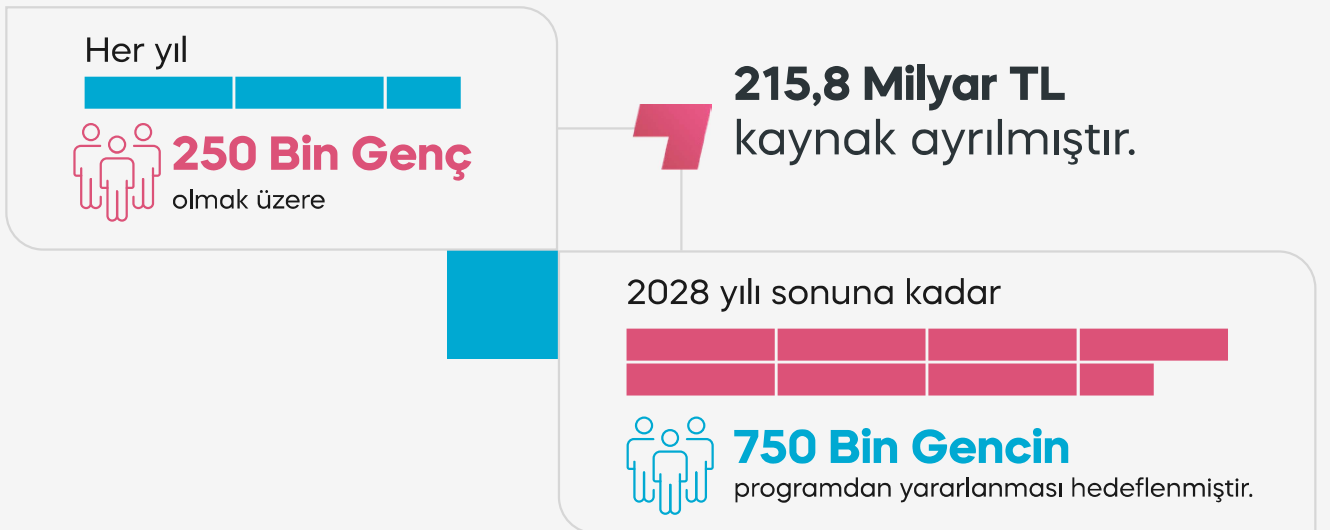 Her yıl
250 Bin Genç
olmak üzere
215,8 Milyar TL
kaynak ayrılmıştır.
2028 yılı sonuna kadar
750 Bin Gencin
programdan yararlanması hedeflenmiştir.